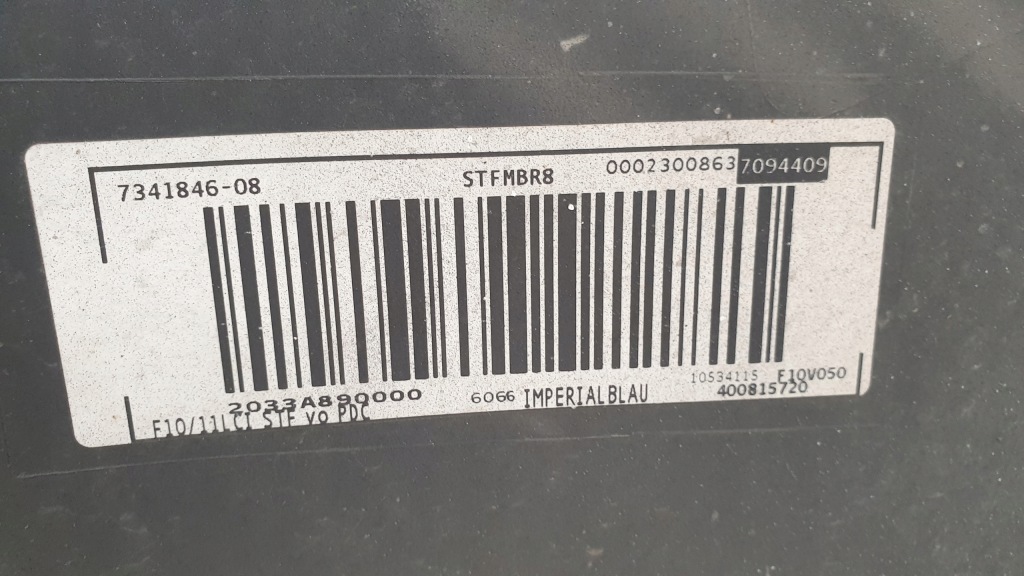 7341846-08 STFMBR8 00023008637094409
2033A890000 6066 IMPERIALBLAU 10534115 F10V050
F10/11LCI STF Vo PDC 400815720